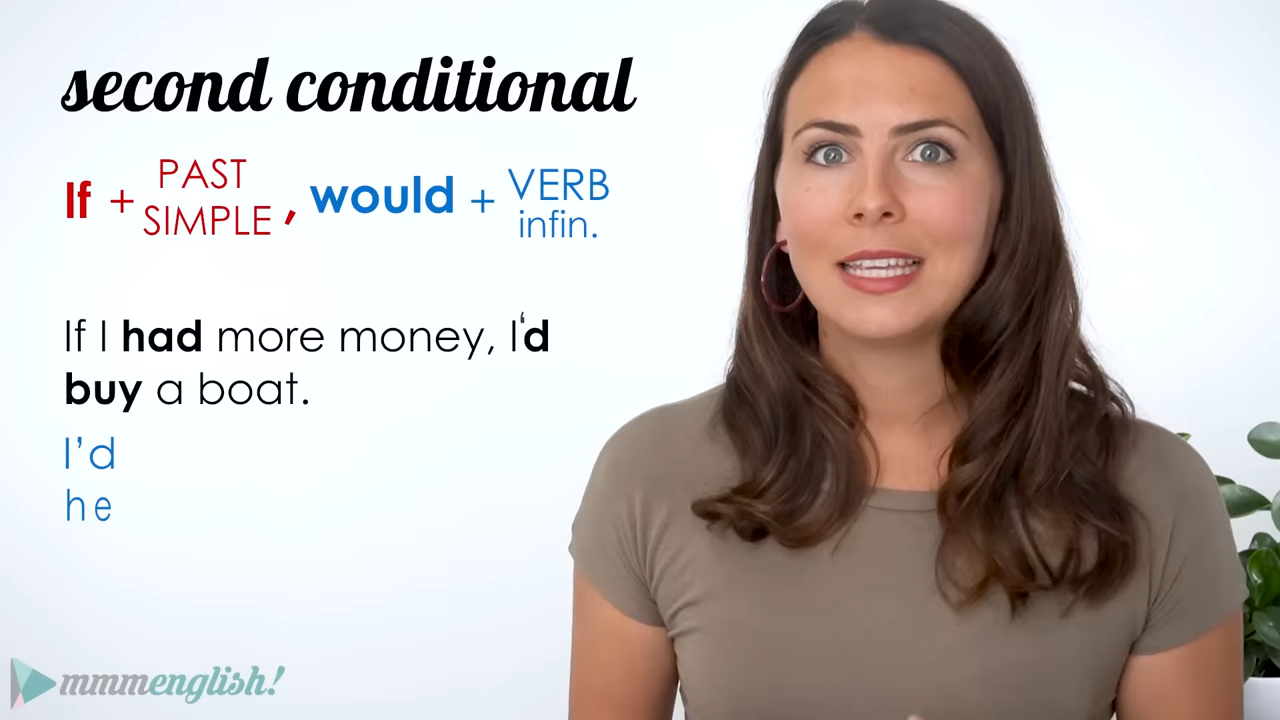 second conditional
If + PAST SIMPLE , would + VERB infin.
If I had more money, I'd
buy a boat.
I'd
he
mmmenglish!